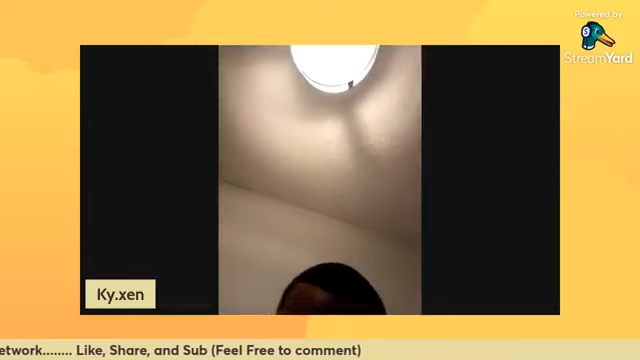 Powered by
StreamYard
Ky.xen
etwork........ Like, Share, and Sub (Feel Free to comment)